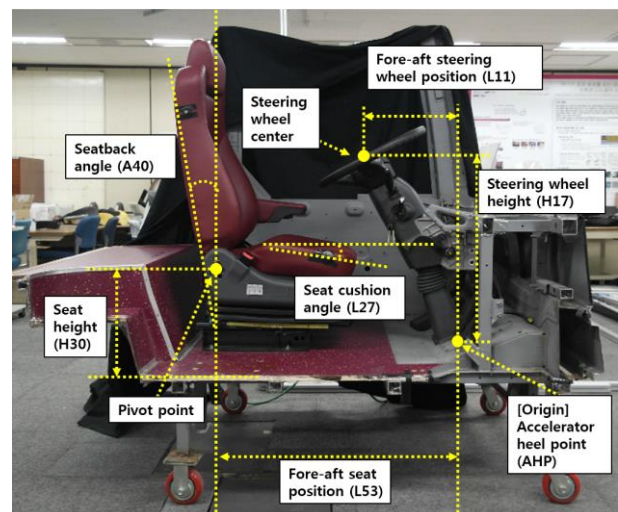 Fore-aft steering
wheel position (L11)
Steering
wheel
center
Seatback
angle (A40)
Steering wheel
height (H17)
Seat cushion
angle (L27)
Seat
height
(H30)
Pivot point
[Origin]
Accelerator
heel point
(AHP)
Fore-aft seat
position (L53)